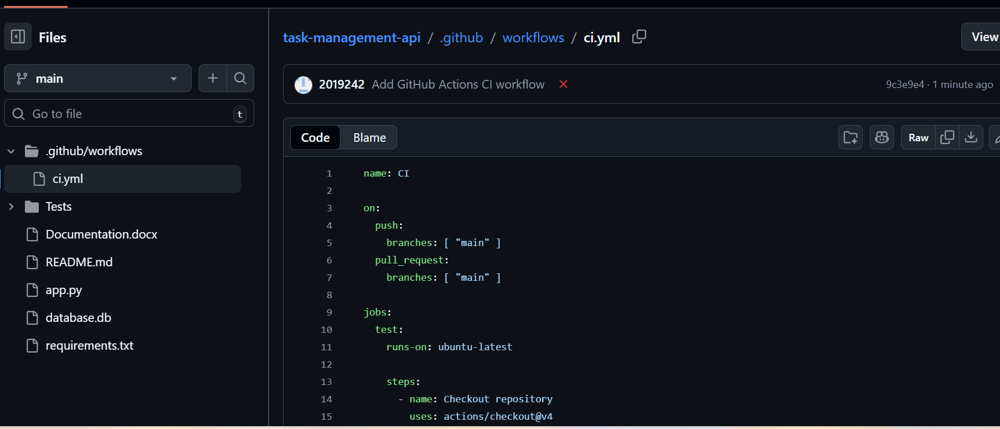 Files
main
Go to file
t
.github/workflows
ci.yml
Tests
Documentation.docx
README.md
app.py
database.db
requirements.txt
task-management-api / .github / workflows / ci.yml
View
2019242 Add GitHub Actions CI workflow
9c3e9e4 · 1 minute ago
Code Blame
Raw
1 name: CI
2
3 on:
4 push:
5 branches: [ "main" ]
6 pull_request:
7 branches: [ "main" ]
8
9 jobs:
10 test:
11 runs-on: ubuntu-latest
12
13 steps:
14 - name: Checkout repository
15 uses: actions/checkout@v4